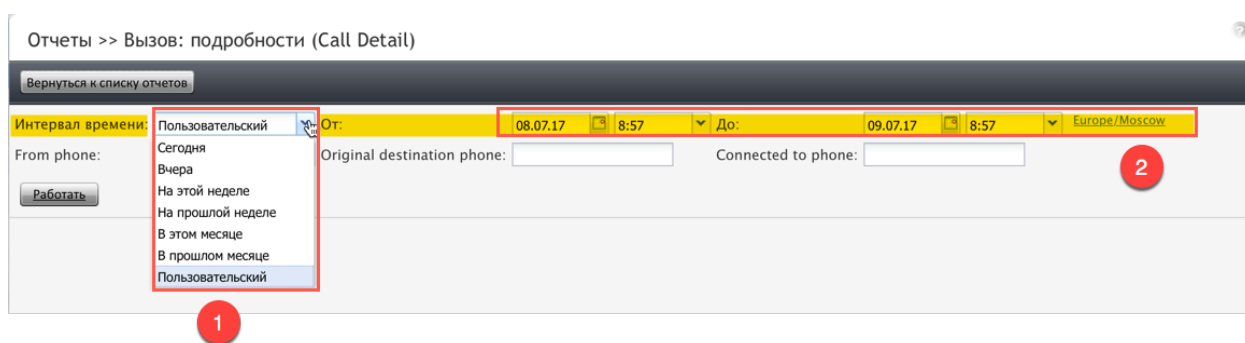 Отчеты >> Вызов: подробности (Call Detail)
Вернуться к списку отчетов
Интервал времени: Пользовательский От: 08.07.17 8:57 До: 09.07.17 8:57 Europe/Moscow
From phone: Original destination phone: Connected to phone:
Сегодня
Вчера
На этой неделе
На прошлой неделе
В этом месяце
В прошлом месяце
Пользовательский
Работать
1
2